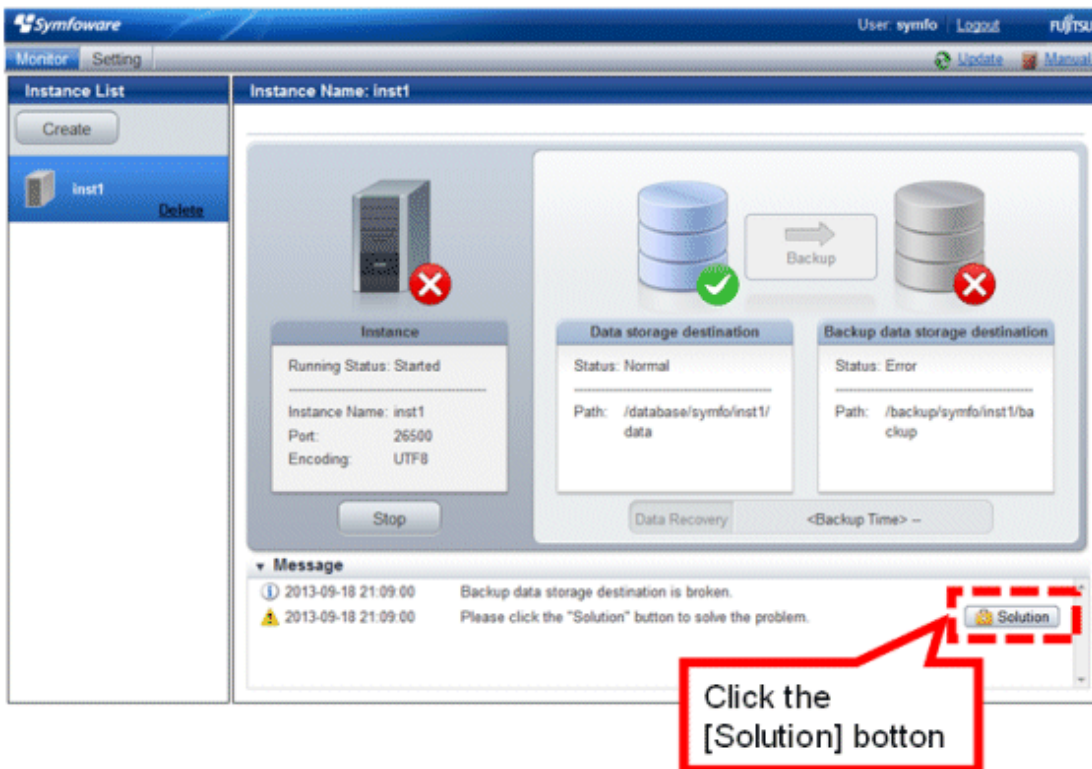 Symfoware
User: symfo Logout FUJITSU
Monitor Setting
Update Manual
Instance List
Instance Name: inst1
Create
inst1
Delete
Backup
Instance
Running Status: Started
Instance Name: inst1
Port: 26500
Encoding: UTF8
Stop
Data storage destination
Status: Normal
Path: /database/symfo/inst1/
data
Backup data storage destination
Status: Error
Path: /backup/symfo/inst1/ba
ckup
Data Recovery <Backup Time> --
Message
2013-09-18 21:09:00 Backup data storage destination is broken.
2013-09-18 21:09:00 Please click the "Solution" button to solve the problem.
Solution
Click the
[Solution] botton